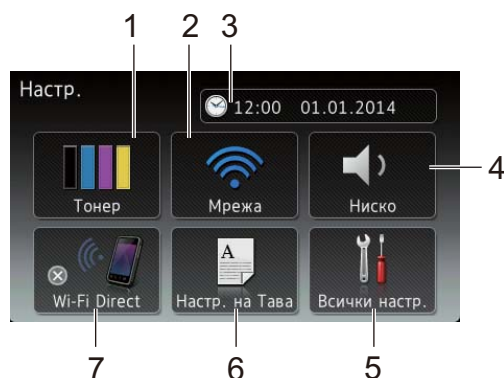 1 2 3
Настр.
12:00 01.01.2014
4
Тонер Мрежа Ниско
A
Wi-Fi Direct Настр. на Тава Всички настр.
7 6 5